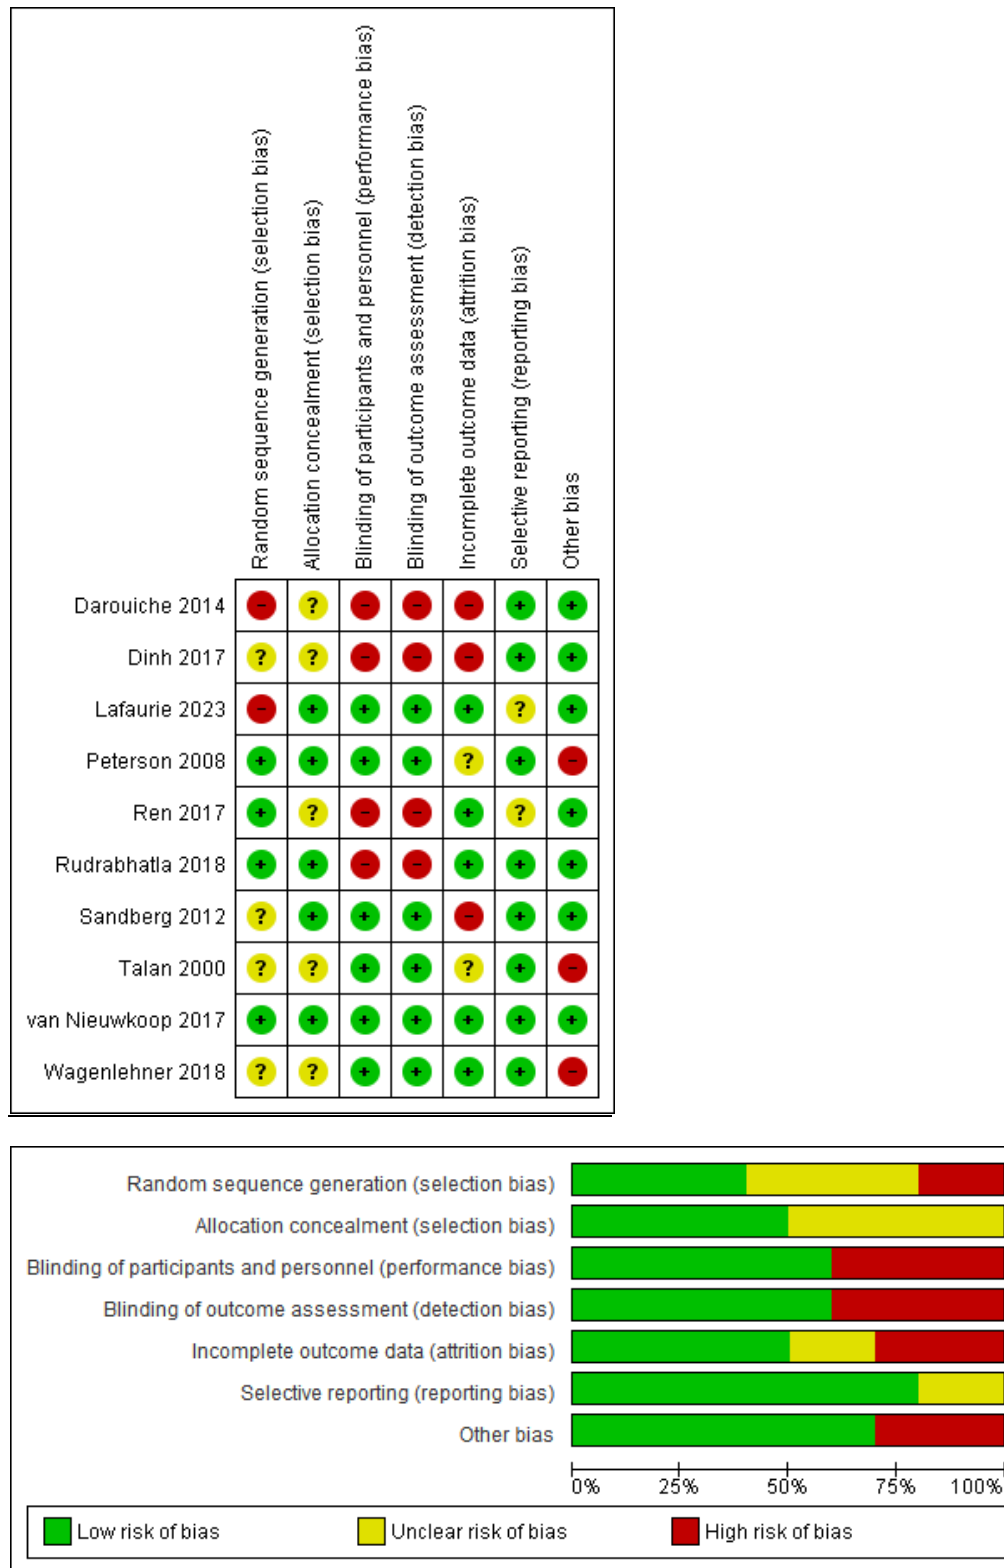 Random sequence generation (selection bias)
Allocation concealment (selection bias)
Blinding of participants and personnel (performance bias)
Blinding of outcome assessment (detection bias)
Incomplete outcome data (attrition bias)
Selective reporting (reporting bias)
Other bias
Darouiche 2014 - ? - - - + +
Dinh 2017 ? ? - - - + +
Lafaurie 2023 - + + + + ? +
Peterson 2008 + + + + ? + -
Ren 2017 + ? - - + ? +
Rudrabhatla 2018 + + - - + + +
Sandberg 2012 ? + + + - + +
Talan 2000 ? ? + + ? + -
van Nieuwkoop 2017 + + + + + + +
Wagenlehner 2018 ? ? + + + + -
Random sequence generation (selection bias)
Allocation concealment (selection bias)
Blinding of participants and personnel (performance bias)
Blinding of outcome assessment (detection bias)
Incomplete outcome data (attrition bias)
Selective reporting (reporting bias)
Other bias
0% 25% 50% 75% 100%
Low risk of bias Unclear risk of bias High risk of bias